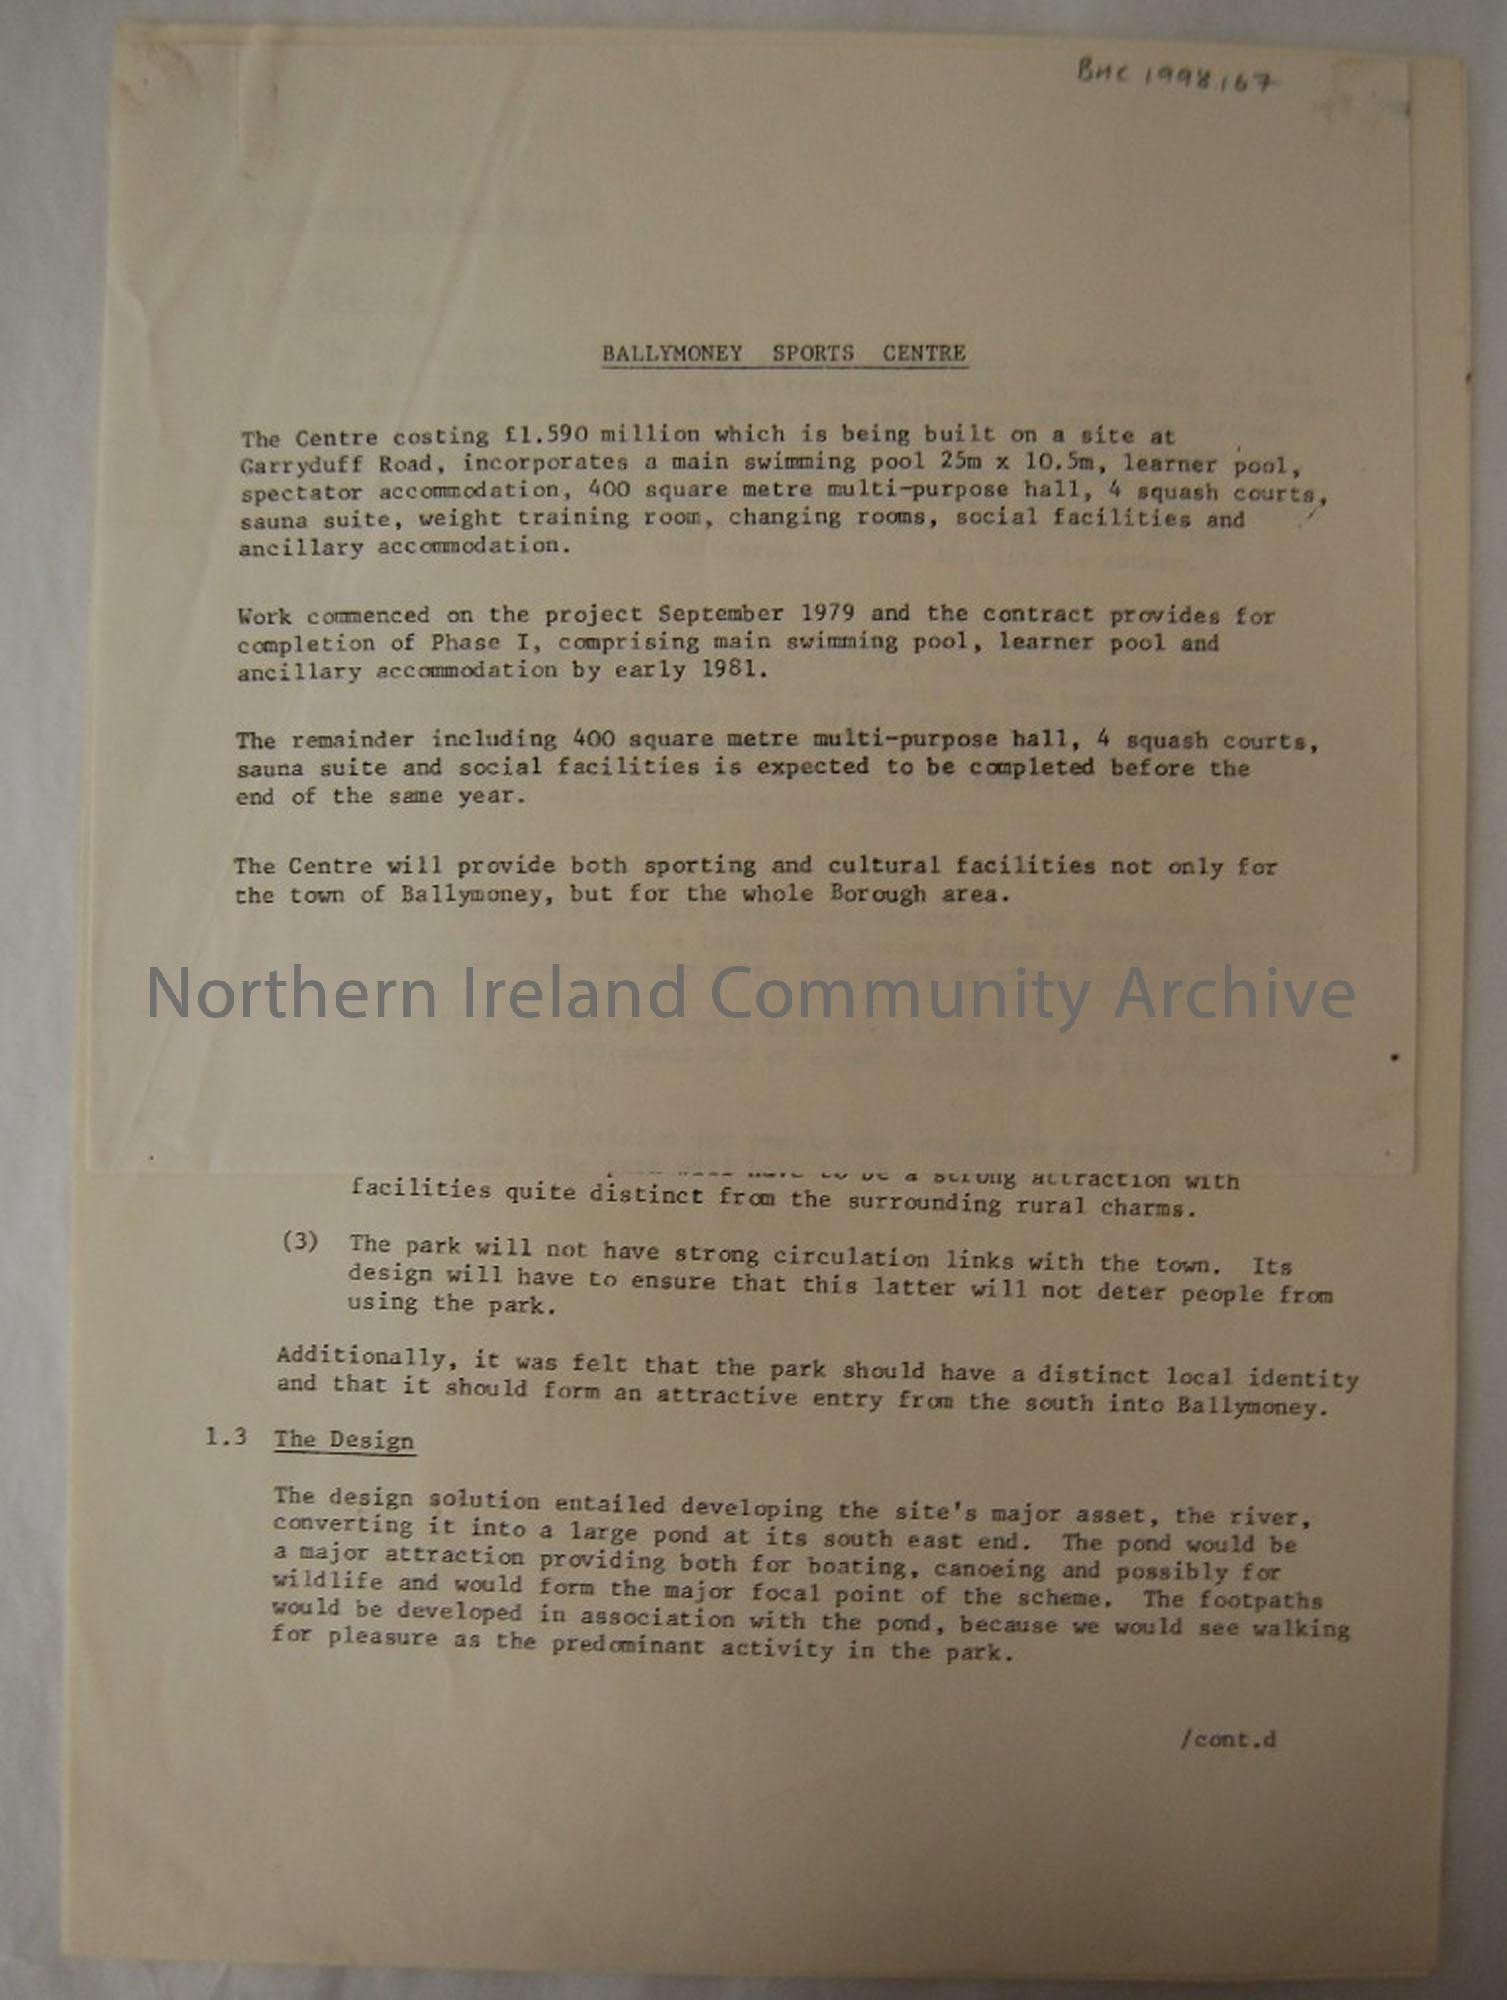 BMC 1998.167
BALLYMONEY SPORTS CENTRE
The Centre costing £1.590 million which is being built on a site at
Garryduff Road, incorporates a main swimming pool 25m x 10.5m, learner pool,
spectator accommodation, 400 square metre multi-purpose hall, 4 squash courts,
sauna suite, weight training room, changing rooms, social facilities and
ancillary accommodation.
Work commenced on the project September 1979 and the contract provides for
completion of Phase I, comprising main swimming pool, learner pool and
ancillary accommodation by early 1981.
The remainder including 400 square metre multi-purpose hall, 4 squash courts,
sauna suite and social facilities is expected to be completed before the
end of the same year.
The Centre will provide both sporting and cultural facilities not only for
the town of Ballymoney, but for the whole Borough area.
Northern Ireland Community Archive
to be a strong attraction with
facilities quite distinct from the surrounding rural charms.
(3) The park will not have strong circulation links with the town. Its
design will have to ensure that this latter will not deter people from
using the park.
Additionally, it was felt that the park should have a distinct local identity
and that it should form an attractive entry from the south into Ballymoney.
1.3 The Design
The design solution entailed developing the site's major asset, the river,
converting it into a large pond at its south east end. The pond would be
a major attraction providing both for boating, canoeing and possibly for
wildlife and would form the major focal point of the scheme. The footpaths
would be developed in association with the pond, because we would see walking
for pleasure as the predominant activity in the park.
/cont.d